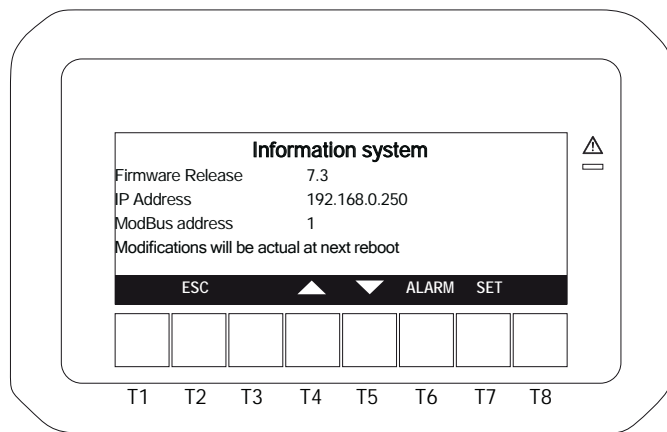 Information system
Firmware Release 7.3
IP Address 192.168.0.250
ModBus address 1
Modifications will be actual at next reboot
ESC ALARM SET
T1 T2 T3 T4 T5 T6 T7 T8